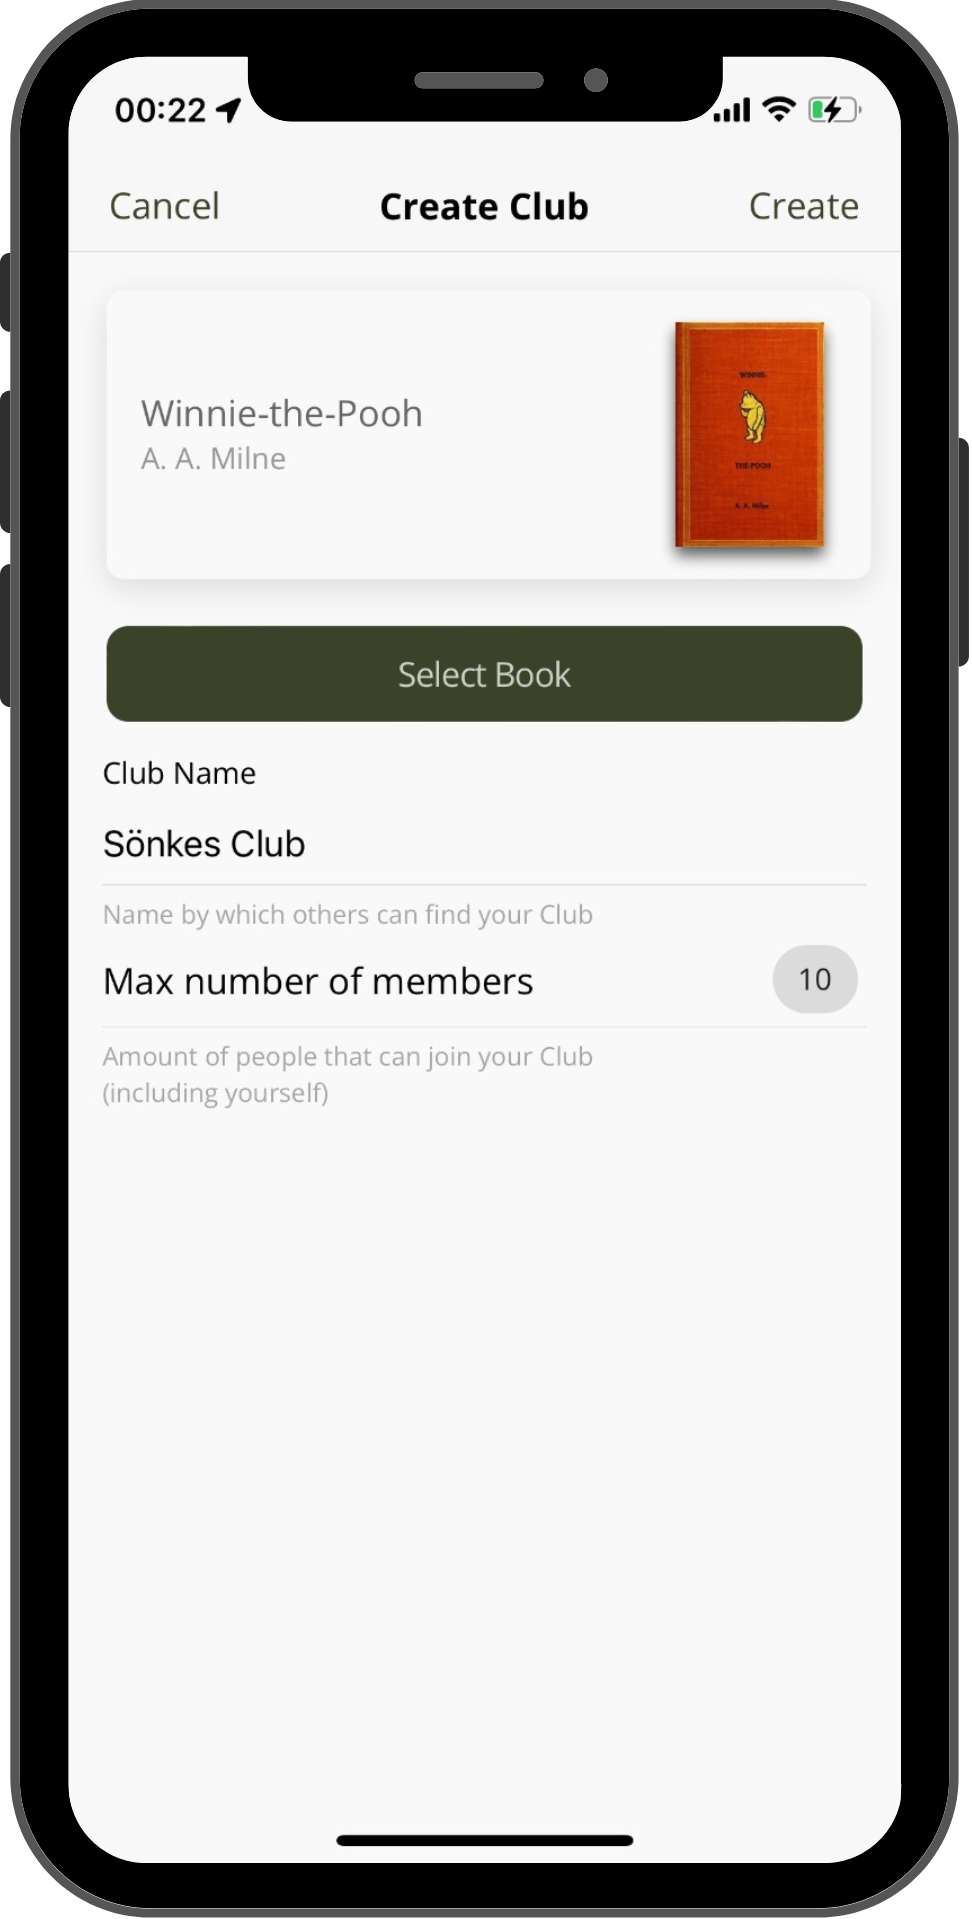 00:22
Cancel Create Club Create
WINNIE-
Winnie-the-Pooh
A. A. Milne
THE-POOH
A. A. Milne
Select Book
Club Name
Sönkes Club
Name by which others can find your Club
Max number of members 10
Amount of people that can join your Club
(including yourself)